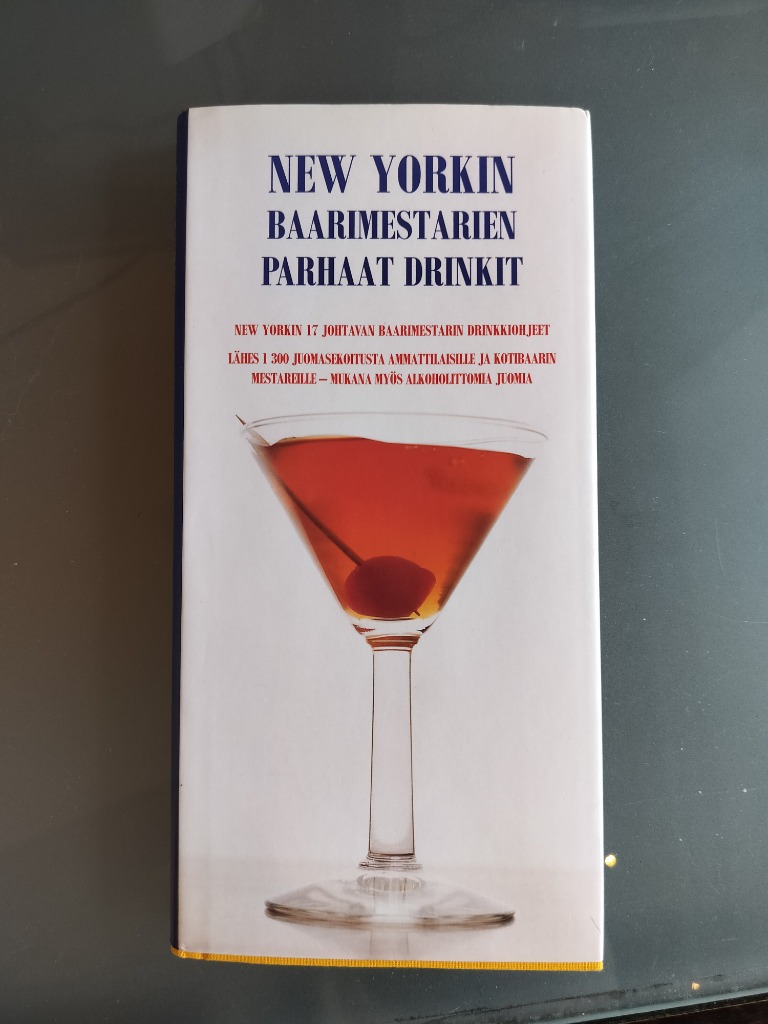 NEW YORKIN
BAARIMESTARIEN
PARHAAT DRINKIT
NEW YORKIN 17 JOHTAVAN BAARIMESTARIN DRINKKIOHJEET
LÄHES 1 300 JUOMASEKOITUSTA AMMATTILAISILLE JA KOTIBAARIN
MESTAREILLE – MUKANA MYÖS ALKOHOLITTOMIA JUOMIA